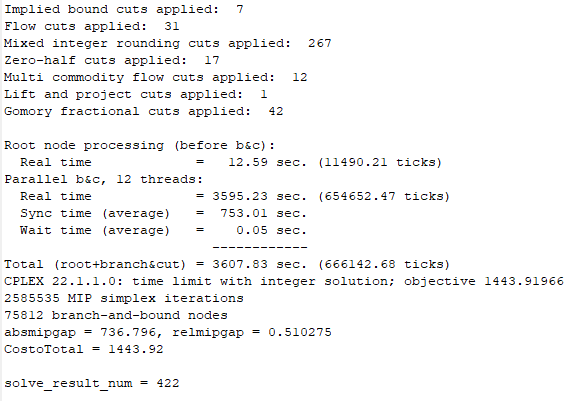 Implied bound cuts applied:  7
Flow cuts applied:  31
Mixed integer rounding cuts applied:  267
Zero-half cuts applied:  17
Multi commodity flow cuts applied:  12
Lift and project cuts applied:  1
Gomory fractional cuts applied:  42

Root node processing (before b&c):
  Real time             =   12.59 sec. (11490.21 ticks)
Parallel b&c, 12 threads:
  Real time             = 3595.23 sec. (654652.47 ticks)
  Sync time (average)   =  753.01 sec.
  Wait time (average)   =    0.05 sec.
                          ------------
Total (root+branch&cut) = 3607.83 sec. (666142.68 ticks)
CPLEX 22.1.1.0: time limit with integer solution; objective 1443.91966
2585535 MIP simplex iterations
75812 branch-and-bound nodes
absmipgap = 736.796, relmipgap = 0.510275
CostoTotal = 1443.92

solve_result_num = 422